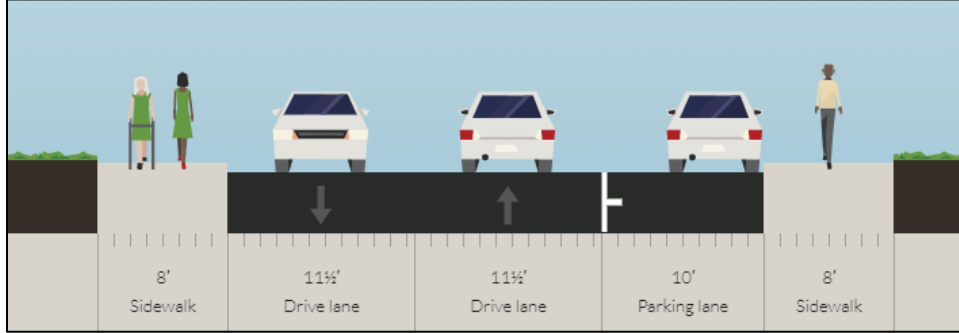 8'
Sidewalk
11½'
Drive lane
11½'
Drive lane
10'
Parking lane
8'
Sidewalk